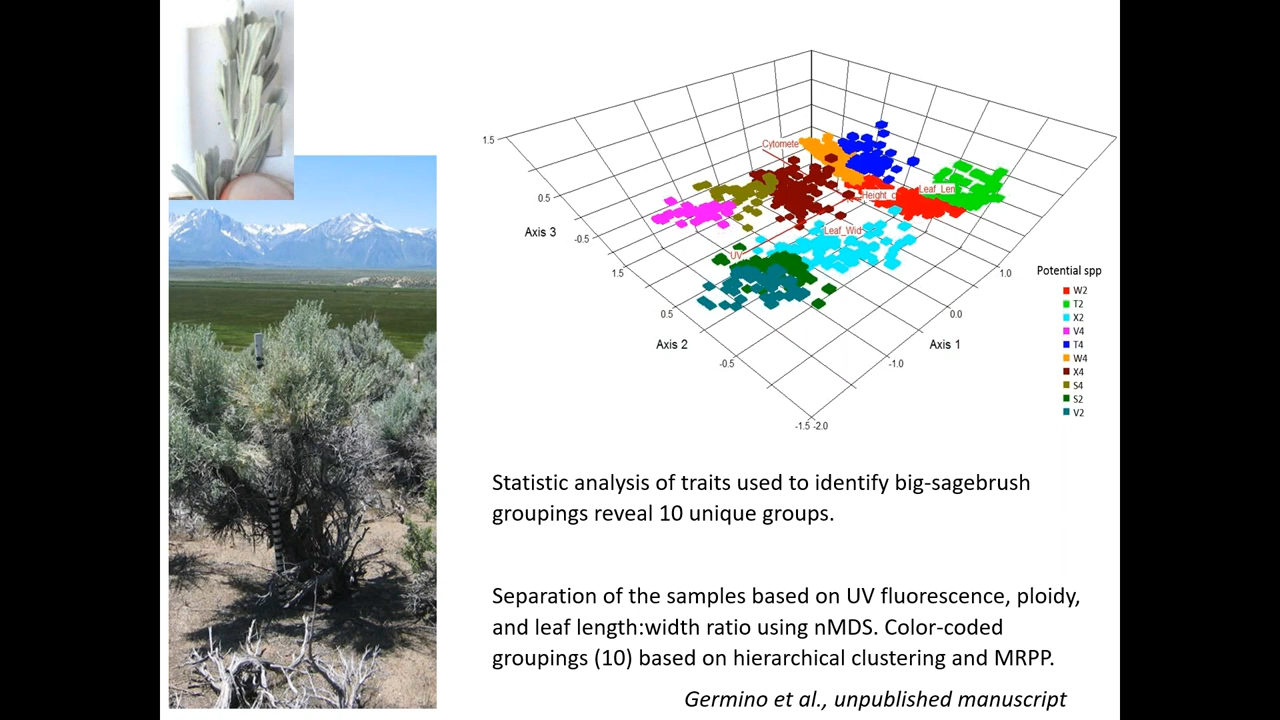 1.5
Cytomete
0.5
Leaf_Len
Height_c
Axis 3
-0.5
Leaf_Wid
UV
1.5
1.0
Potential spp
W2
T2
X2
V4
T4
W4
X4
S4
S2
V2
0.5
0.0
Axis 2
Axis 1
-0.5
-1.0
-1.5 -2.0
Statistic analysis of traits used to identify big-sagebrush
groupings reveal 10 unique groups.
Separation of the samples based on UV fluorescence, ploidy,
and leaf length:width ratio using nMDS. Color-coded
groupings (10) based on hierarchical clustering and MRPP.
Germino et al., unpublished manuscript